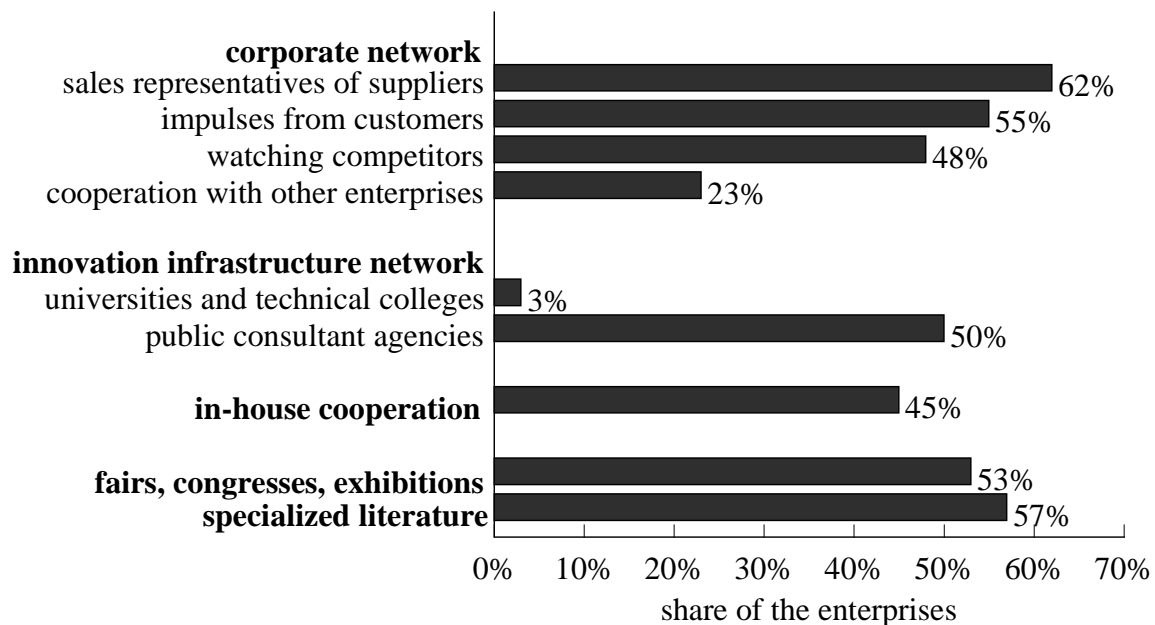 corporate network
sales representatives of suppliers 62%
impulses from customers 55%
watching competitors 48%
cooperation with other enterprises 23%
innovation infrastructure network
universities and technical colleges 3%
public consultant agencies 50%
in-house cooperation 45%
fairs, congresses, exhibitions 53%
specialized literature 57%
0% 10% 20% 30% 40% 50% 60% 70%
share of the enterprises